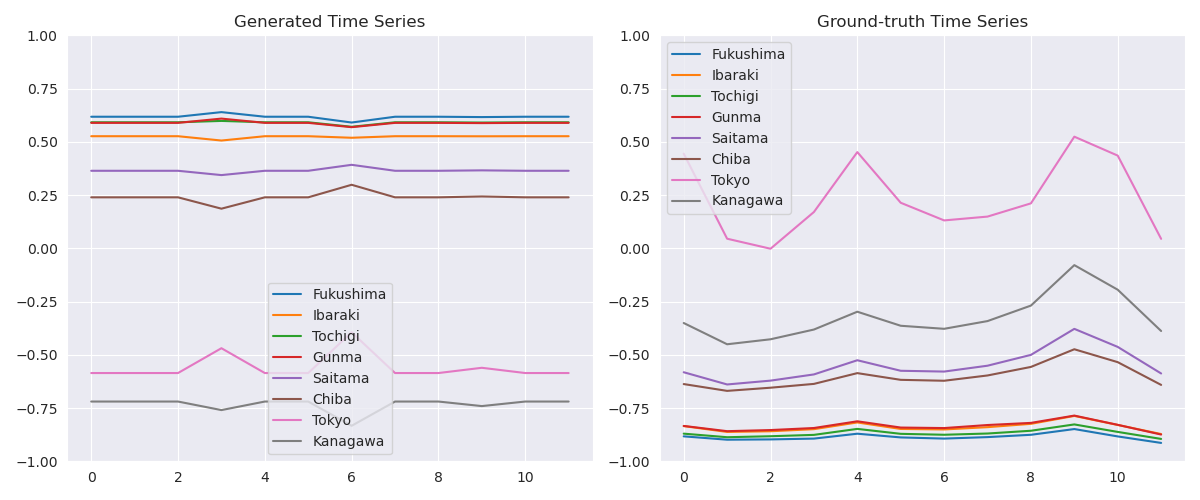 Generated Time Series
1.00
0.75
0.50
0.25
0.00
−0.25
−0.50
−0.75
−1.00
0 2 4 6 8 10
Fukushima
Ibaraki
Tochigi
Gunma
Saitama
Chiba
Tokyo
Kanagawa
Ground-truth Time Series
1.00
0.75
0.50
0.25
0.00
−0.25
−0.50
−0.75
−1.00
0 2 4 6 8 10
Fukushima
Ibaraki
Tochigi
Gunma
Saitama
Chiba
Tokyo
Kanagawa